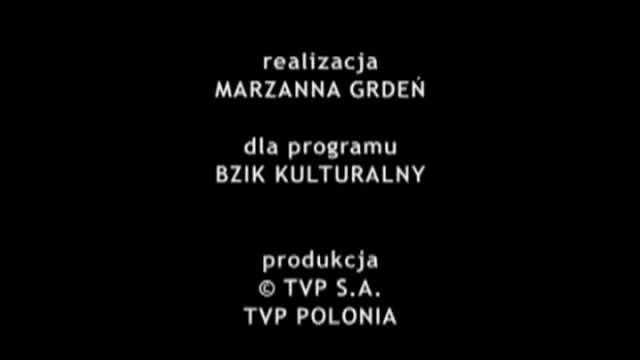 realizacja
MARZANNA GRDEŃ
dla programu
BZIK KULTURALNY
produkcja
© TVP S.A.
TVP POLONIA